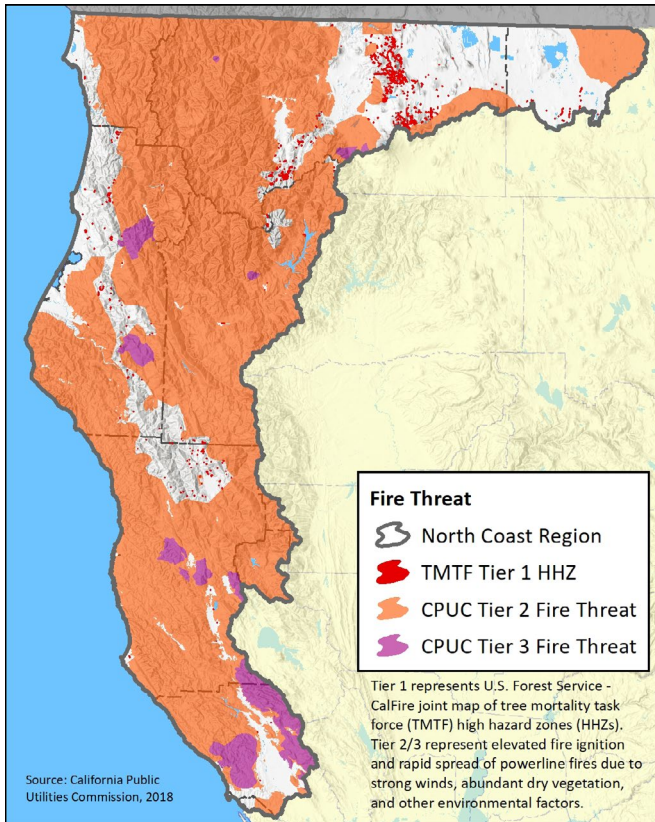 Fire Threat
North Coast Region
TMTF Tier 1 HHZ
CPUC Tier 2 Fire Threat
CPUC Tier 3 Fire Threat
Tier 1 represents U.S. Forest Service -
CalFire joint map of tree mortality task
force (TMTF) high hazard zones (HHZs).
Tier 2/3 represent elevated fire ignition
and rapid spread of powerline fires due to
strong winds, abundant dry vegetation,
and other environmental factors.
Source: California Public
Utilities Commission, 2018